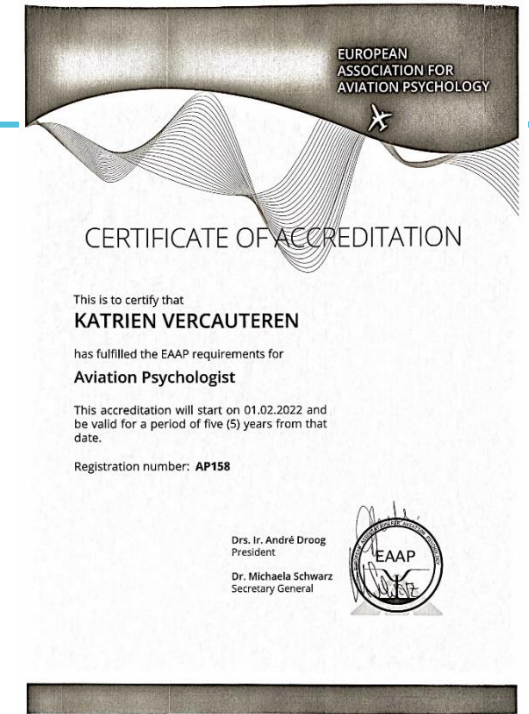 EUROPEAN
ASSOCIATION FOR
AVIATION PSYCHOLOGY
CERTIFICATE OF ACCREDITATION
This is to certify that
KATRIEN VERCAUTEREN
has fulfilled the EAAP requirements for
Aviation Psychologist
This accreditation will start on 01.02.2022 and
be valid for a period of five (5) years from that
date.
Registration number: AP158
Drs. Ir. André Droog
President
Dr. Michaela Schwarz
Secretary General
EAAP